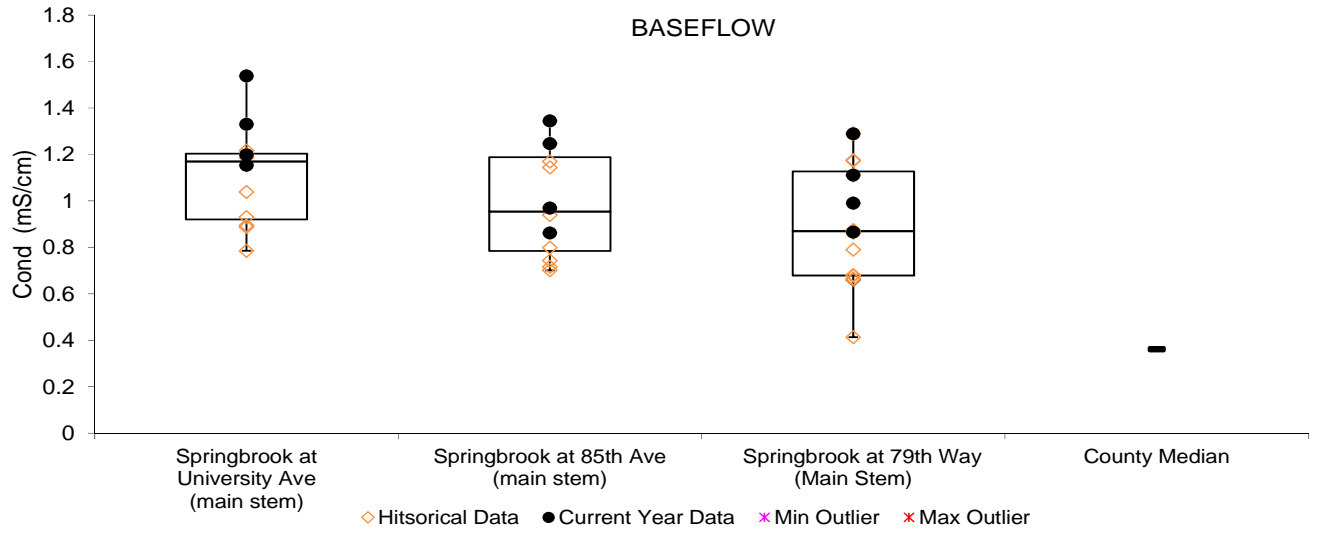 BASEFLOW
Cond (mS/cm)
1.8
1.6
1.4
1.2
1
0.8
0.6
0.4
0.2
0
Springbrook at
University Ave
(main stem)
Springbrook at 85th Ave
(main stem)
Springbrook at 79th Way
(Main Stem)
County Median
Hitsorical Data
Current Year Data
Min Outlier
Max Outlier